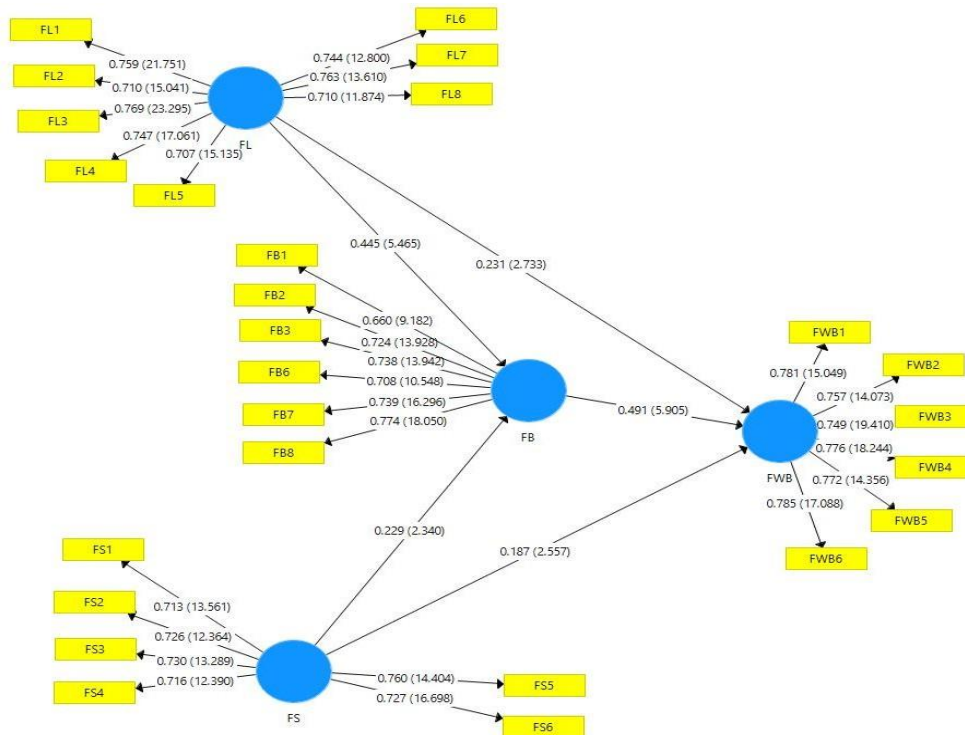 FL1
FL2
FL3
FL4
FL5
FL6
FL7
FL8
0.759 (21.751)
0.710 (15.041)
0.769 (23.295)
0.747 (17.061)
0.707 (15.135)
0.744 (12.800)
0.763 (13.610)
0.710 (11.874)
FL
0.445 (5.465)
0.231 (2.733)
FB1
FB2
FB3
FB6
FB7
FB8
0.660 (9.182)
0.724 (13.928)
0.738 (13.942)
0.708 (10.548)
0.739 (16.296)
0.774 (18.050)
FB
0.491 (5.905)
FWB1
FWB2
FWB3
FWB4
FWB5
FWB6
0.781 (15.049)
0.757 (14.073)
0.749 (19.410)
0.776 (18.244)
0.772 (14.356)
0.785 (17.088)
FWB
0.229 (2.340)
0.187 (2.557)
FS1
FS2
FS3
FS4
0.713 (13.561)
0.726 (12.364)
0.730 (13.289)
0.716 (12.390)
FS
0.760 (14.404)
0.727 (16.698)
FS5
FS6